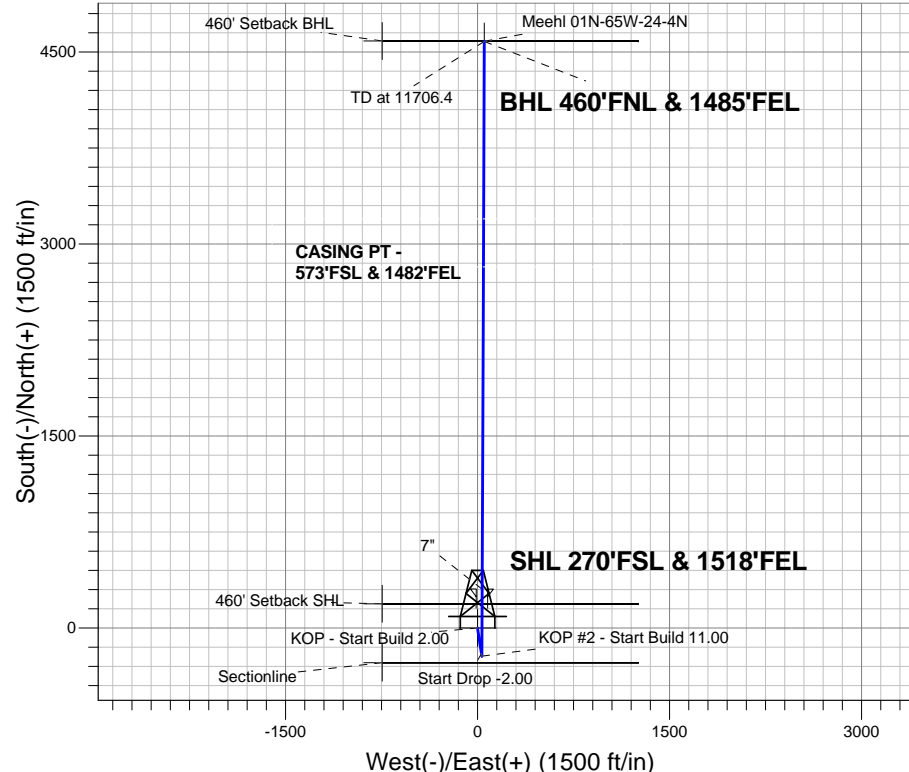 460' Setback BHL
Meehl 01N-65W-24-4N
4500
TD at 11706.4
BHL 460'FNL & 1485'FEL
South(-)/North(+) (1500 ft/in)
3000
CASING PT -
573'FSL & 1482'FEL
1500
7"
SHL 270'FSL & 1518'FEL
460' Setback SHL
0
KOP - Start Build 2.00
KOP #2 - Start Build 11.00
Sectionline
Start Drop -2.00
-1500
0
1500
3000
West(-)/East(+) (1500 ft/in)